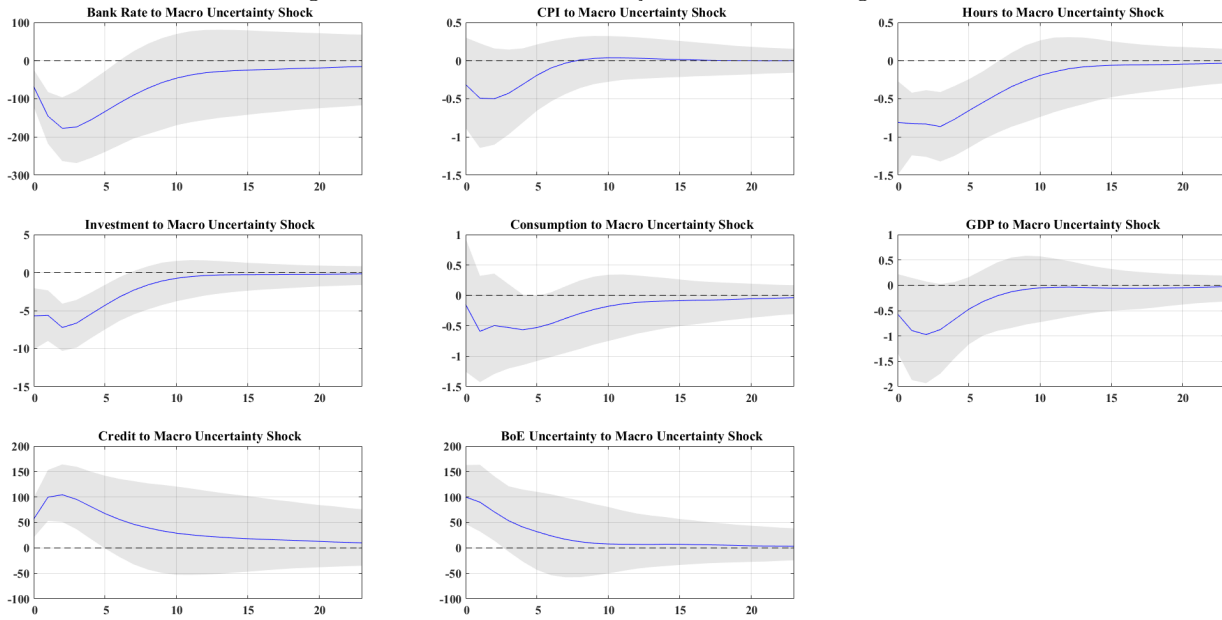 Bank Rate to Macro Uncertainty Shock
100
0
-100
-200
-300
0 5 10 15 20
CPI to Macro Uncertainty Shock
0.5
0
-0.5
-1
-1.5
0 5 10 15 20
Hours to Macro Uncertainty Shock
0.5
0
-0.5
-1
-1.5
0 5 10 15 20
Investment to Macro Uncertainty Shock
5
0
-5
-10
-15
0 5 10 15 20
Consumption to Macro Uncertainty Shock
1
0.5
0
-0.5
-1
-1.5
0 5 10 15 20
GDP to Macro Uncertainty Shock
1
0.5
0
-0.5
-1
-1.5
-2
0 5 10 15 20
Credit to Macro Uncertainty Shock
200
150
100
50
0
-50
-100
0 5 10 15 20
BoE Uncertainty to Macro Uncertainty Shock
200
150
100
50
0
-50
-100
0 5 10 15 20